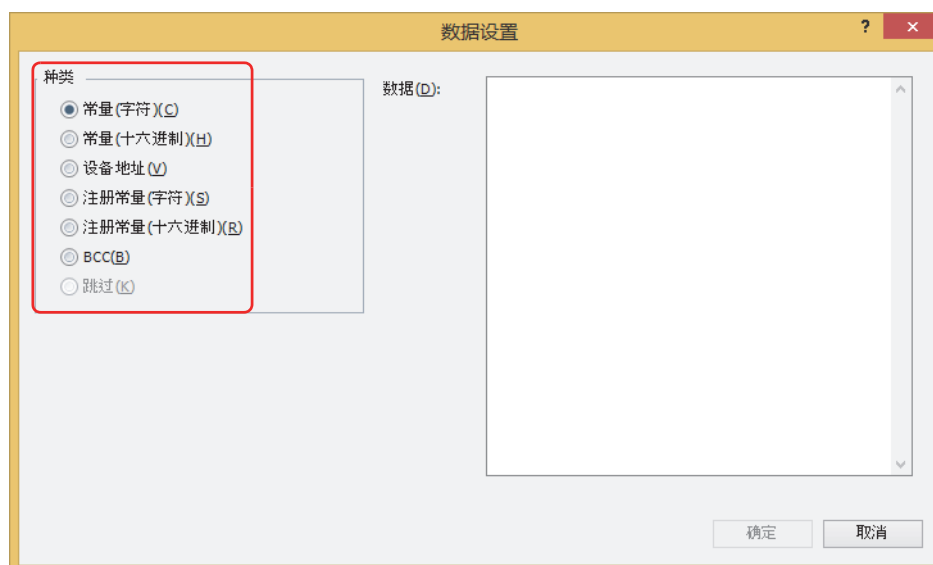 数据设置
? ×
种类
常量(字符)(C)
常量(十六进制)(H)
设备地址(V)
注册常量(字符)(S)
注册常量(十六进制)(R)
BCC(B)
跳过(K)
数据(D):
确定
取消